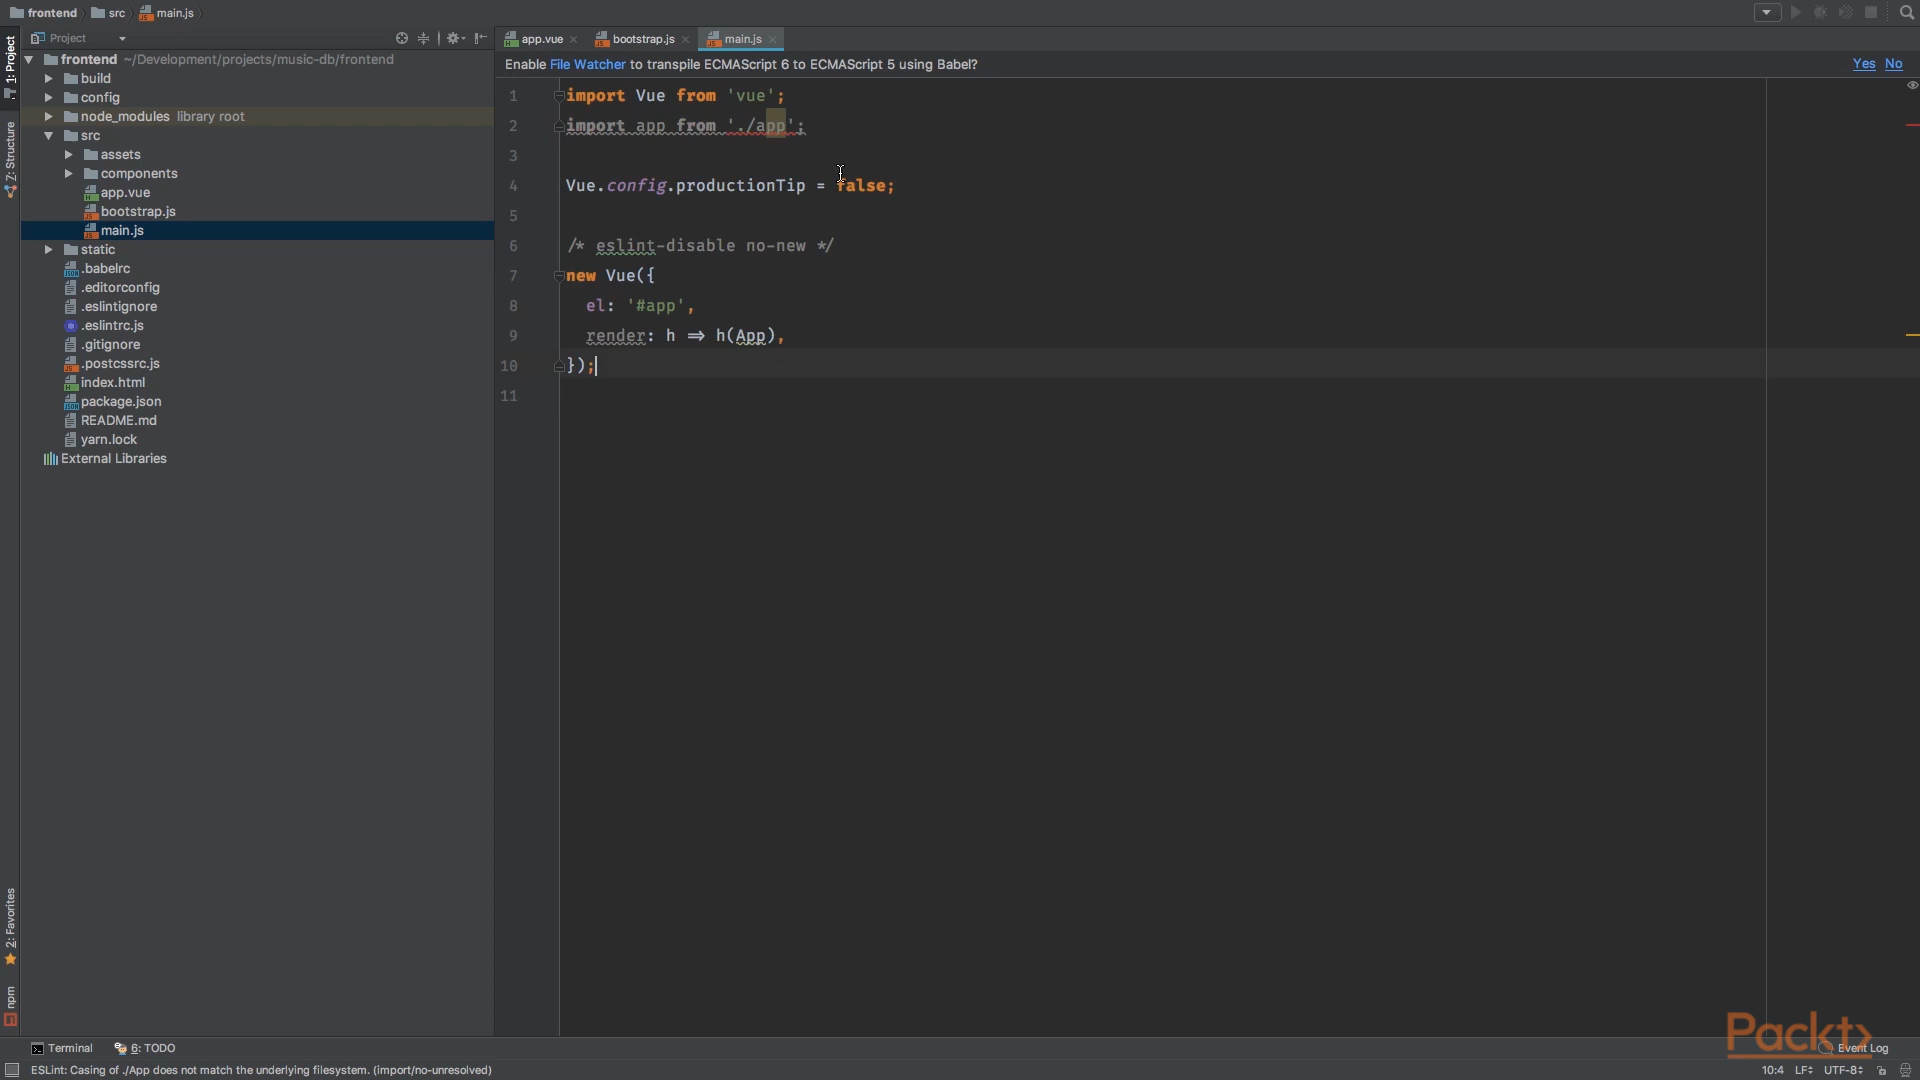 frontend src main.js
Project
app.vue bootstrap.js main.js
Enable File Watcher to transpile ECMAScript 6 to ECMAScript 5 using Babel? Yes No
1: Project
Z: Structure
2: Favorites
npm
frontend ~/Development/projects/music-db/frontend
build
config
node_modules library root
src
assets
components
app.vue
bootstrap.js
main.js
static
.babelrc
.editorconfig
.eslintignore
.eslintrc.js
.gitignore
.postcssrc.js
index.html
package.json
README.md
yarn.lock
External Libraries
1 import Vue from 'vue';
2 import app from './app';
3
4 Vue.config.productionTip = false;
5
6 /* eslint-disable no-new */
7 new Vue({
8 el: '#app',
9 render: h => h(App),
10 });
11
Packt>
Terminal 6: TODO Event Log
ESLint: Casing of ./App does not match the underlying filesystem. (import/no-unresolved) 10:4 LF UTF-8